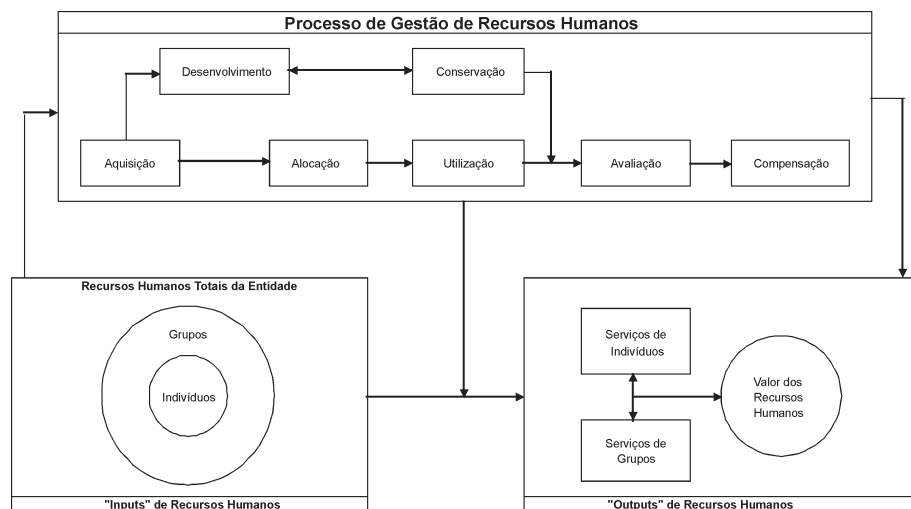 Processo de Gestão de Recursos Humanos
Desenvolvimento
Conservação
Aquisição
Alocação
Utilização
Avaliação
Compensação
Recursos Humanos Totais da Entidade
Grupos
Indivíduos
"Inputs" de Recursos Humanos
Serviços de
Indivíduos
Valor dos
Recursos
Humanos
Serviços de
Grupos
"Outputs" de Recursos Humanos